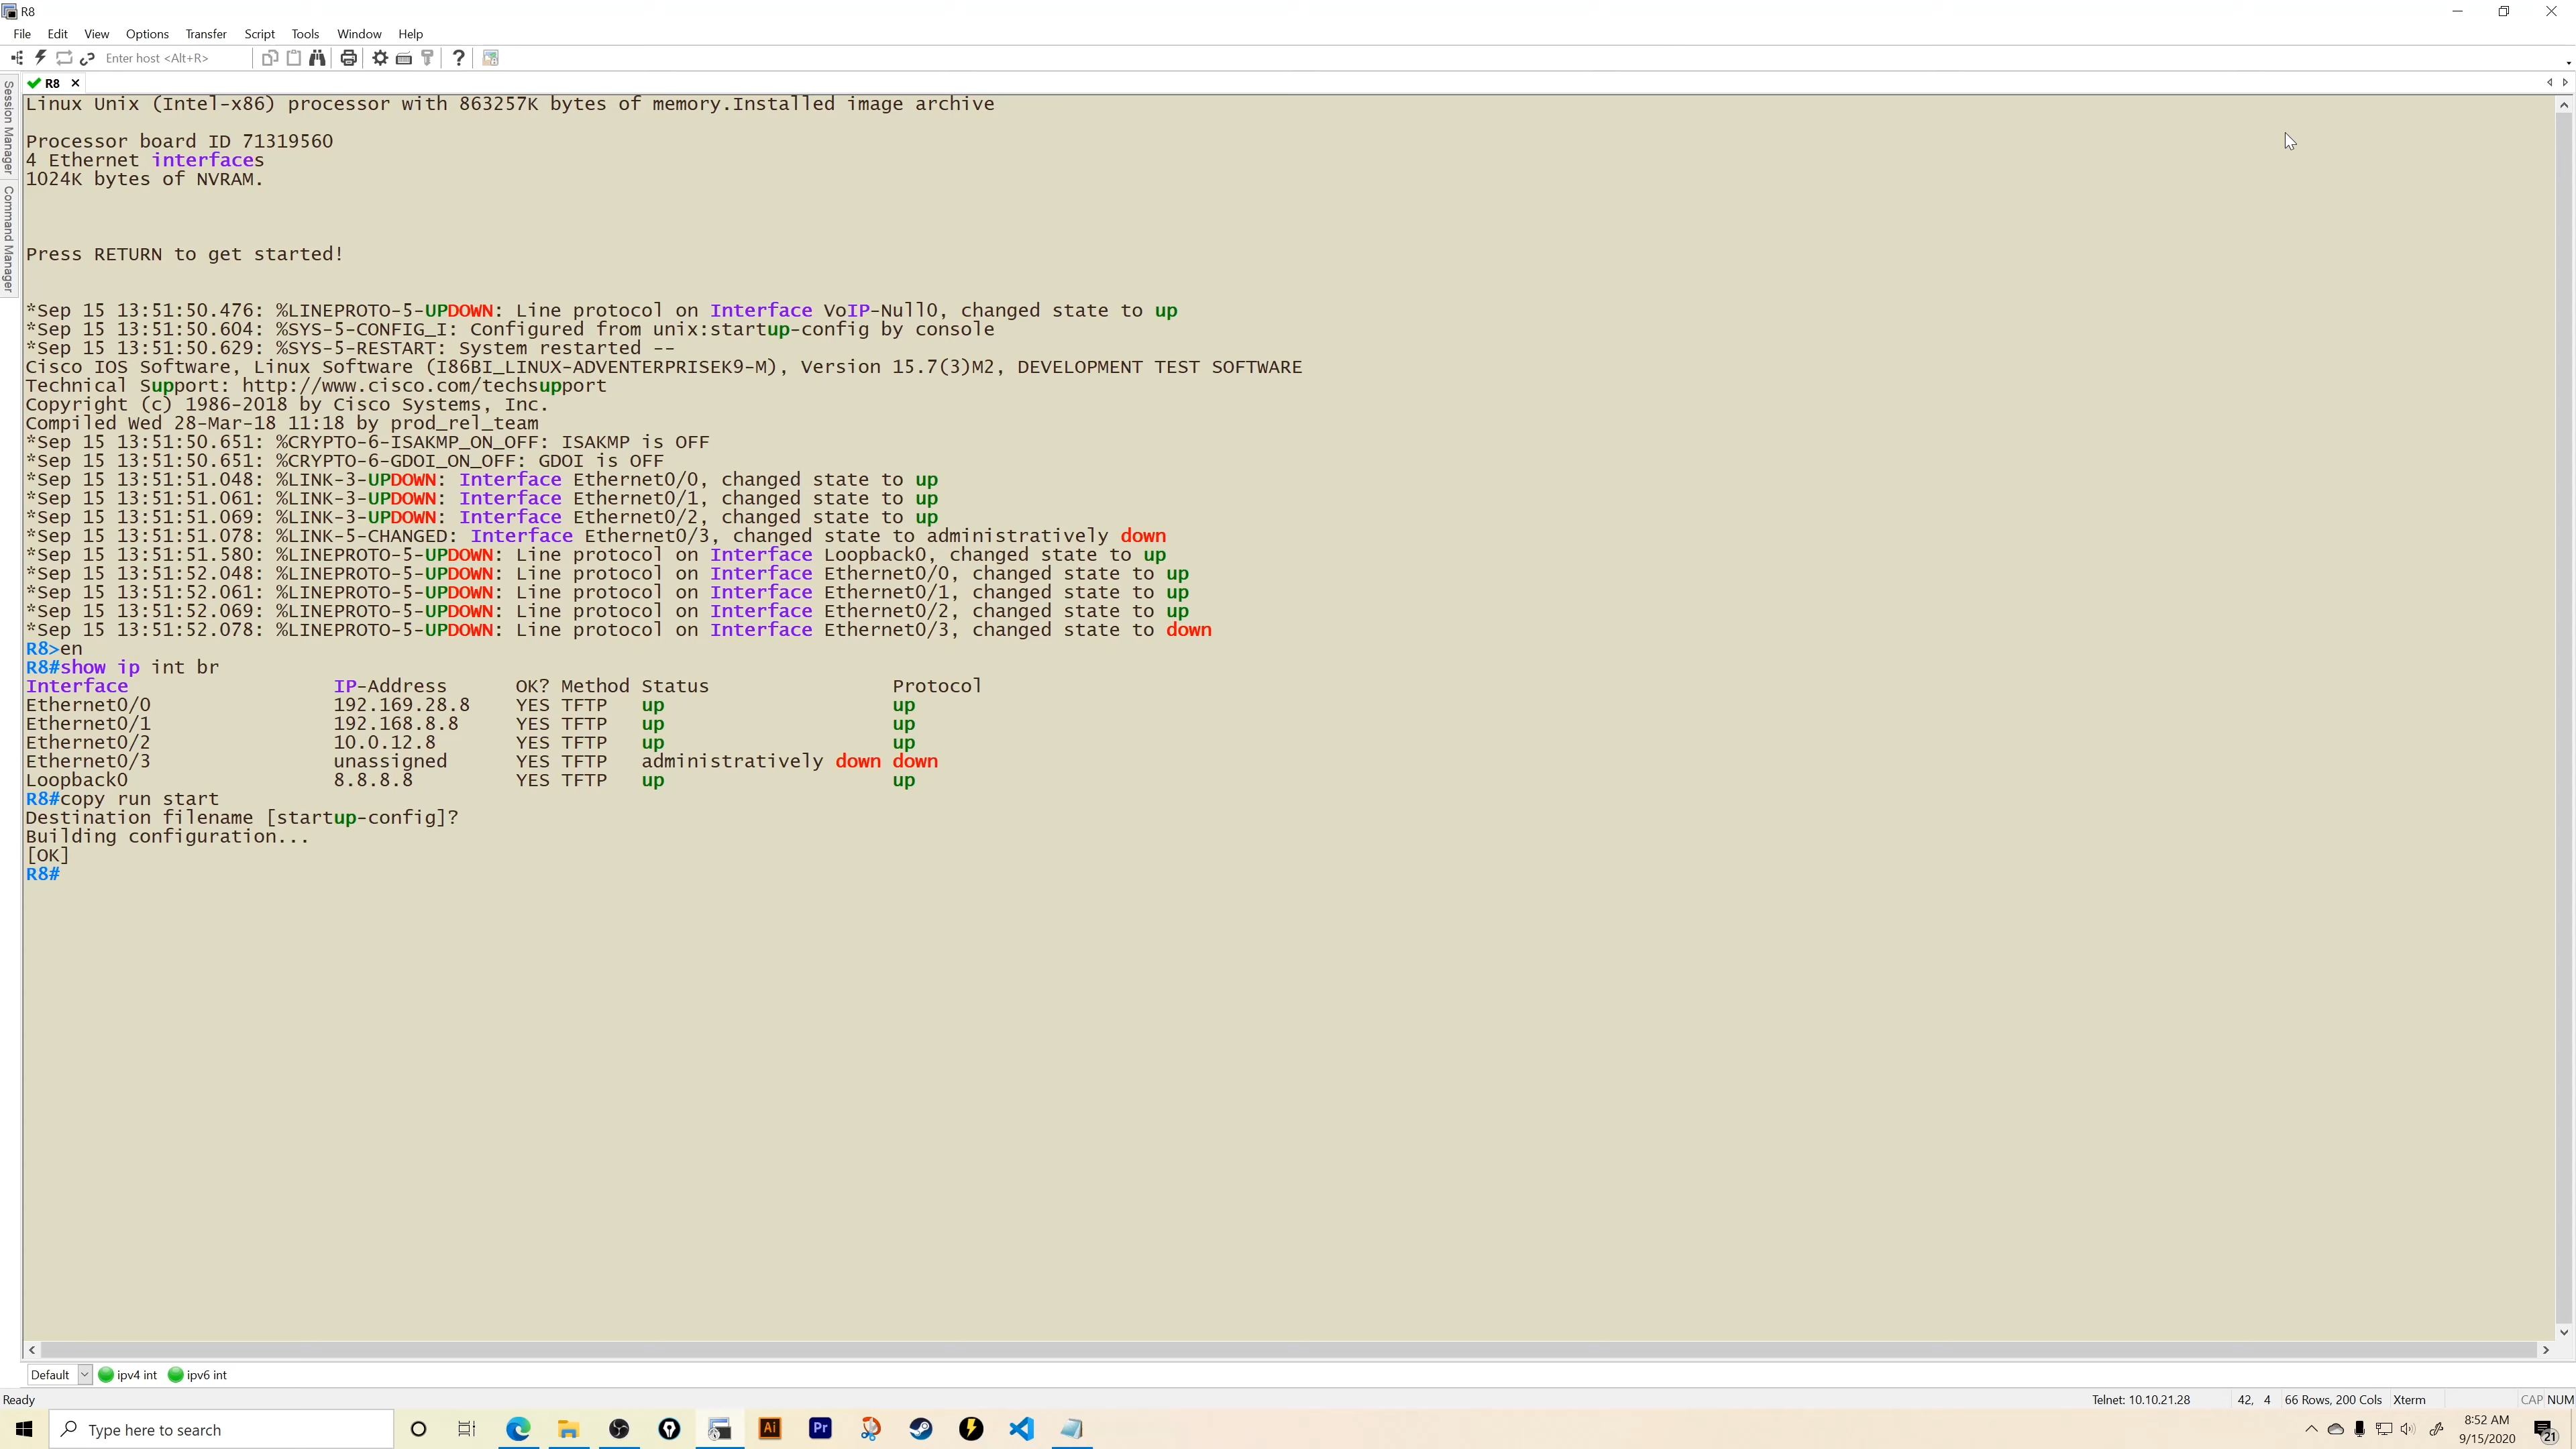 R8
File Edit View Options Transfer Script Tools Window Help
Enter host <Alt+R>
R8
Session Manager
Command Manager
Linux Unix (Intel-x86) processor with 863257K bytes of memory.Installed image archive
Processor board ID 71319560
4 Ethernet interfaces
1024K bytes of NVRAM.
Press RETURN to get started!
*Sep 15 13:51:50.476: %LINEPROTO-5-UPDOWN: Line protocol on Interface VoIP-Null0, changed state to up
*Sep 15 13:51:50.604: %SYS-5-CONFIG_I: Configured from unix:startup-config by console
*Sep 15 13:51:50.629: %SYS-5-RESTART: System restarted --
Cisco IOS Software, Linux Software (I86BI_LINUX-ADVENTERPRISEK9-M), Version 15.7(3)M2, DEVELOPMENT TEST SOFTWARE
Technical Support: http://www.cisco.com/techsupport
Copyright (c) 1986-2018 by Cisco Systems, Inc.
Compiled Wed 28-Mar-18 11:18 by prod_rel_team
*Sep 15 13:51:50.651: %CRYPTO-6-ISAKMP_ON_OFF: ISAKMP is OFF
*Sep 15 13:51:50.651: %CRYPTO-6-GDOI_ON_OFF: GDOI is OFF
*Sep 15 13:51:51.048: %LINK-3-UPDOWN: Interface Ethernet0/0, changed state to up
*Sep 15 13:51:51.061: %LINK-3-UPDOWN: Interface Ethernet0/1, changed state to up
*Sep 15 13:51:51.069: %LINK-3-UPDOWN: Interface Ethernet0/2, changed state to up
*Sep 15 13:51:51.078: %LINK-5-CHANGED: Interface Ethernet0/3, changed state to administratively down
*Sep 15 13:51:51.580: %LINEPROTO-5-UPDOWN: Line protocol on Interface Loopback0, changed state to up
*Sep 15 13:51:52.048: %LINEPROTO-5-UPDOWN: Line protocol on Interface Ethernet0/0, changed state to up
*Sep 15 13:51:52.061: %LINEPROTO-5-UPDOWN: Line protocol on Interface Ethernet0/1, changed state to up
*Sep 15 13:51:52.069: %LINEPROTO-5-UPDOWN: Line protocol on Interface Ethernet0/2, changed state to up
*Sep 15 13:51:52.078: %LINEPROTO-5-UPDOWN: Line protocol on Interface Ethernet0/3, changed state to down
R8>en
R8#show ip int br
Interface IP-Address OK? Method Status Protocol
Ethernet0/0 192.169.28.8 YES TFTP up up
Ethernet0/1 192.168.8.8 YES TFTP up up
Ethernet0/2 10.0.12.8 YES TFTP up up
Ethernet0/3 unassigned YES TFTP administratively down down
Loopback0 8.8.8.8 YES TFTP up up
R8#copy run start
Destination filename [startup-config]?
Building configuration...
[OK]
R8#
Default ipv4 int ipv6 int
Ready Telnet: 10.10.21.28 42, 4 66 Rows, 200 Cols Xterm CAP NUM
Type here to search Ai Pr 8:52 AM
9/15/2020 21